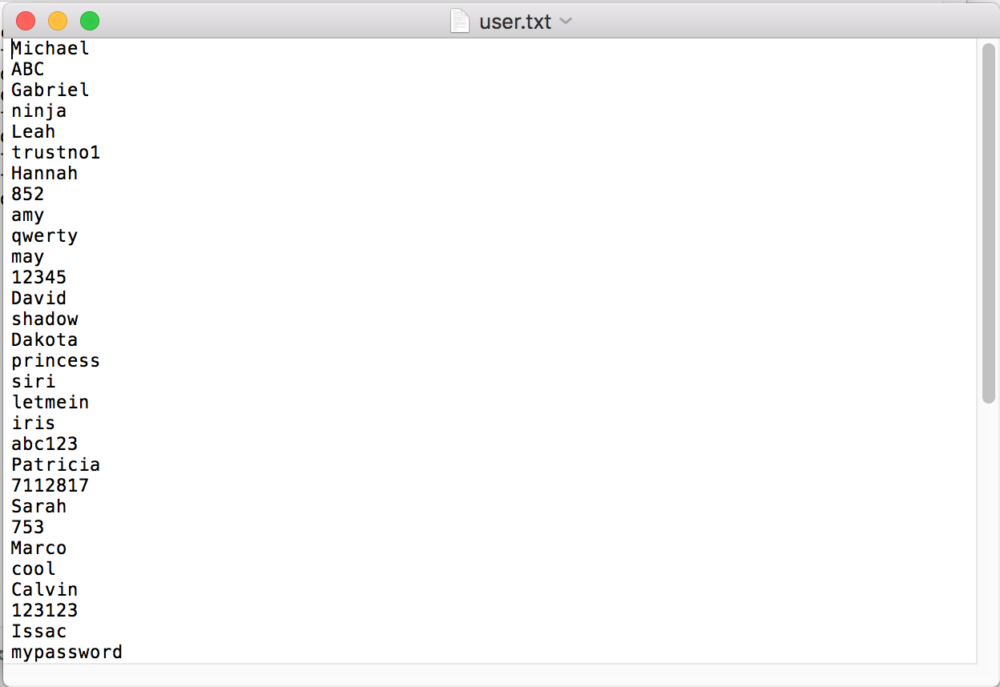 user.txt
Michael
ABC
Gabriel
ninja
Leah
trustno1
Hannah
852
amy
qwerty
may
12345
David
shadow
Dakota
princess
siri
letmein
iris
abc123
Patricia
7112817
Sarah
753
Marco
cool
Calvin
123123
Issac
mypassword